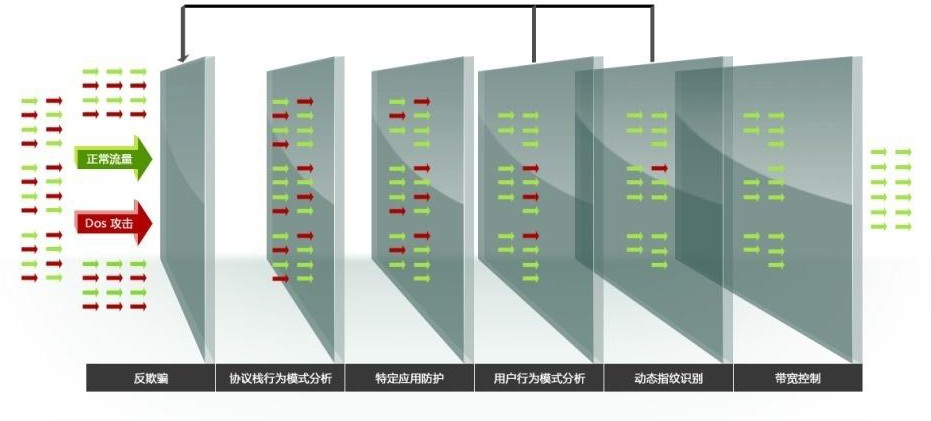 正常流量
Dos 攻击
反欺骗
协议栈行为模式分析
特定应用防护
用户行为模式分析
动态指纹识别
带宽控制